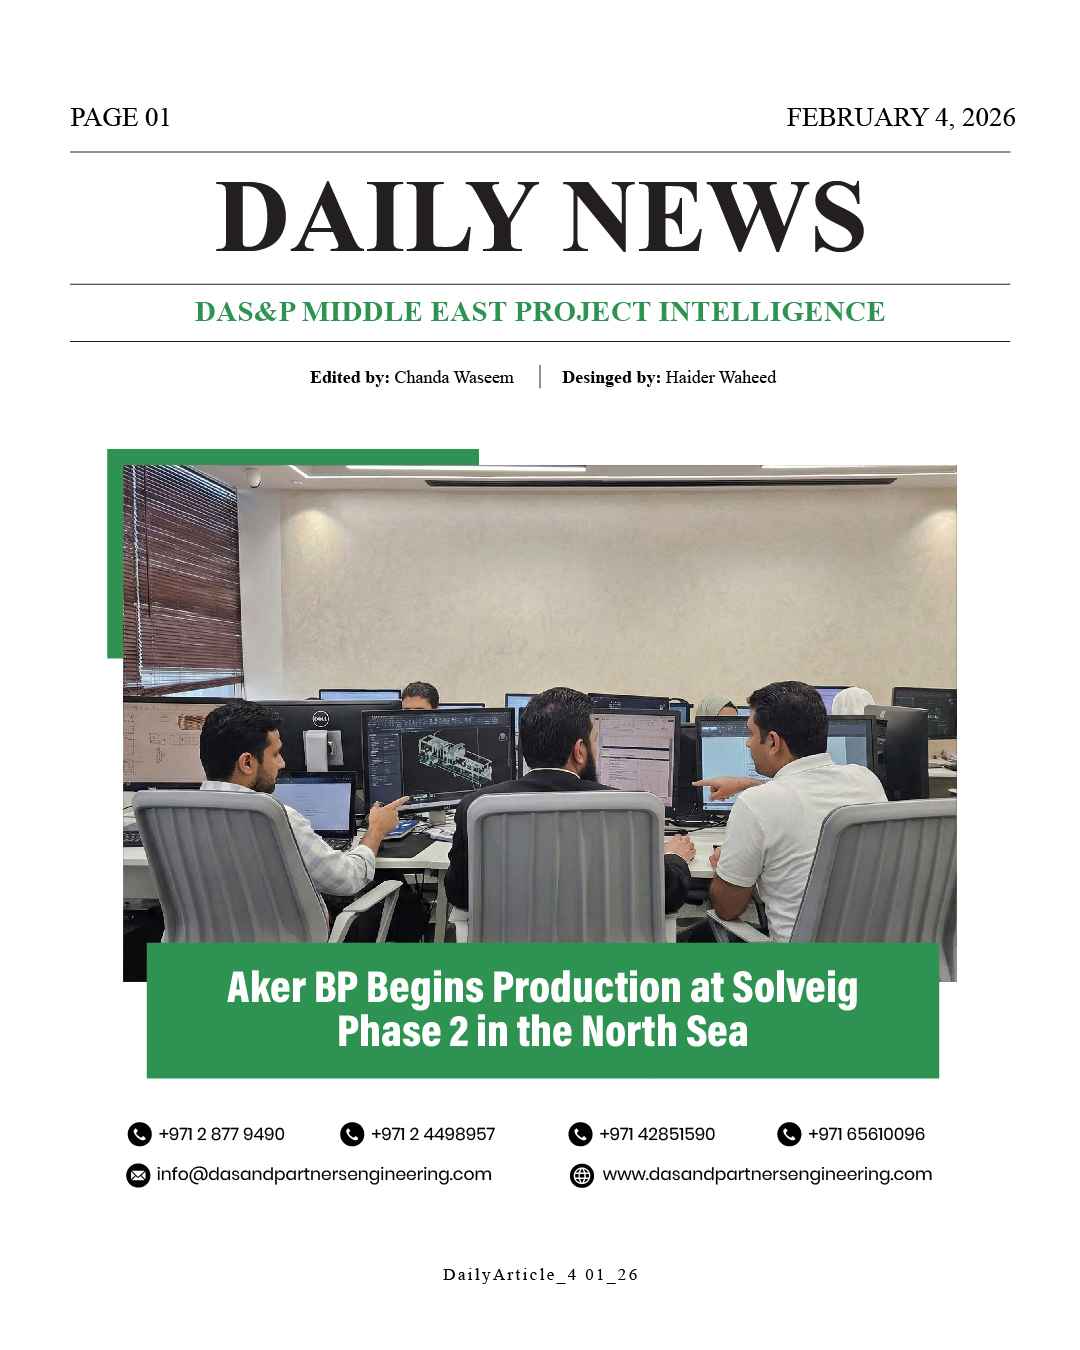 PAGE 01
FEBRUARY 4, 2026
DAILY NEWS
DAS&P MIDDLE EAST PROJECT INTELLIGENCE
Edited by: Chanda Waseem
Desinged by: Haider Waheed
DELL
Aker BP Begins Production at Solveig
Phase 2 in the North Sea
+971 2 877 9490
+971 2 4498957
+971 42851590
+971 65610096
info@dasandpartnersengineering.com
www.dasandpartnersengineering.com
DailyArticle_4 01_26